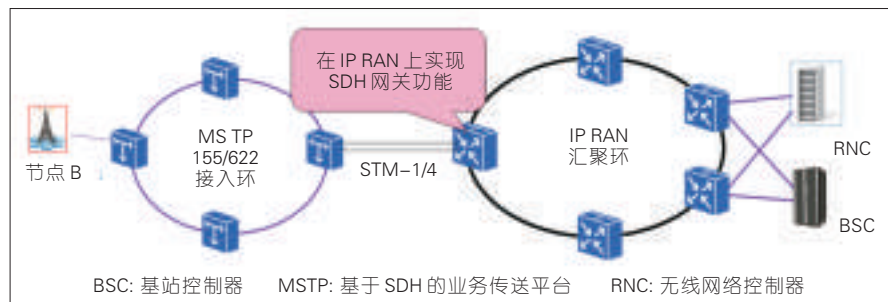 在 IP RAN 上实现
SDH 网关功能
MS TP
155/622
接入环
IP RAN
汇聚环
节点 B
STM-1/4
RNC
BSC
BSC: 基站控制器 MSTP: 基于 SDH 的业务传送平台 RNC: 无线网络控制器